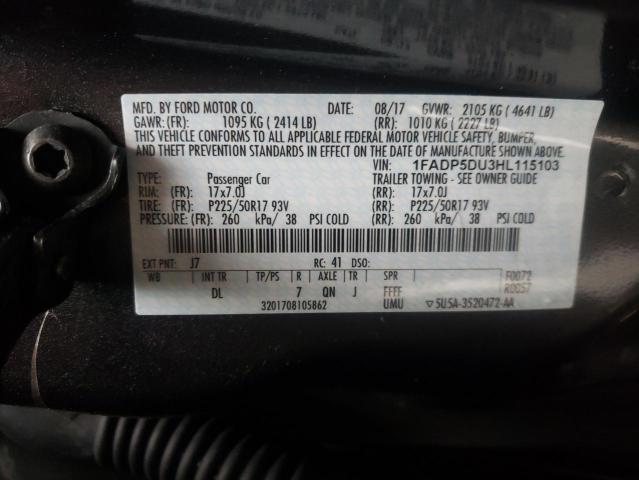 MFD. BY FORD MOTOR CO. DATE: 08/17 GVWR: 2105 KG ( 4641 LB)
GAWR: (FR): 1095 KG ( 2414 LB) (RR): 1010 KG ( 2227 LB)
THIS VEHICLE CONFORMS TO ALL APPLICABLE FEDERAL MOTOR VEHICLE SAFETY, BUMPER,
AND THEFT PREVENTION STANDARDS IN EFFECT ON THE DATE OF MANUFACTURE SHOWN ABOVE.
VIN: 1FADP5DU3HL115103
TYPE: Passenger Car TRAILER TOWING - SEE OWNER GUIDE
RIM: (FR): 17x7.0J (RR): 17x7.0J
TIRE: (FR): P225/50R17 93V (RR): P225/50R17 93V
PRESSURE: (FR): 260 kPa/ 38 PSI COLD (RR): 260 kPa/ 38 PSI COLD
EXT PNT: J7 RC: 41 DSO:
WB INT TR TP/PS R AXLE TR SPR F0072
DL 7 QN J FFFF R0057
3201708105862 UMU ▽ 5U5A-3520472-AA